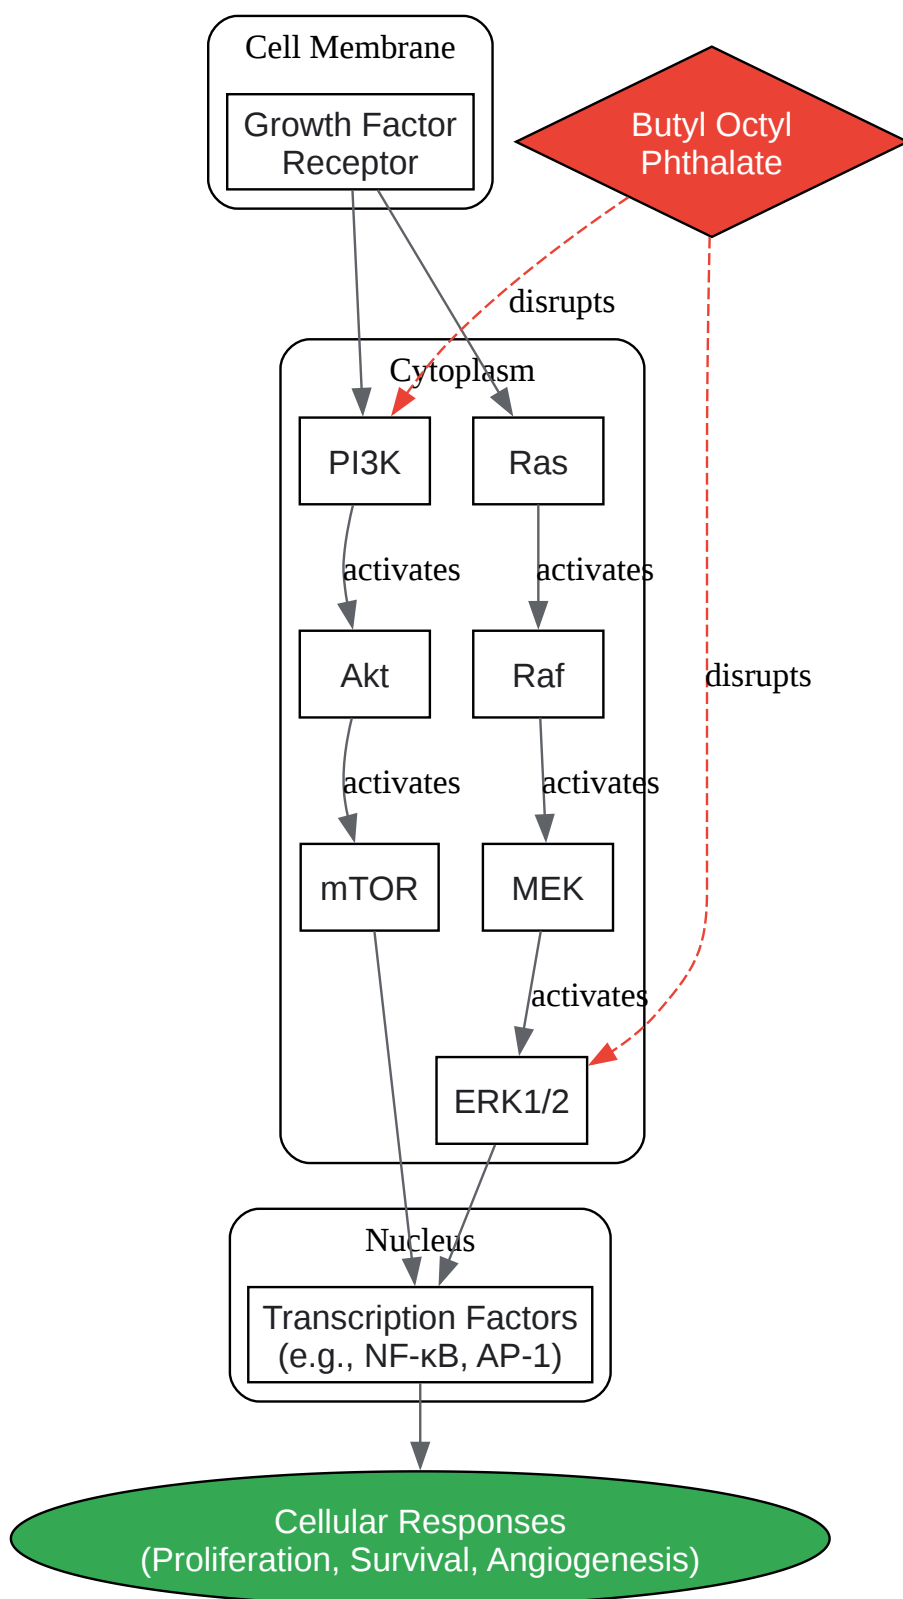 Cell Membrane
Growth Factor
Receptor
Butyl Octyl
Phthalate
disrupts
Cytoplasm
PI3K
Ras
activates
activates
Akt
Raf
disrupts
activates
activates
mTOR
MEK
activates
ERK1/2
Nucleus
Transcription Factors
(e.g., NF-κB, AP-1)
Cellular Responses
(Proliferation, Survival, Angiogenesis)